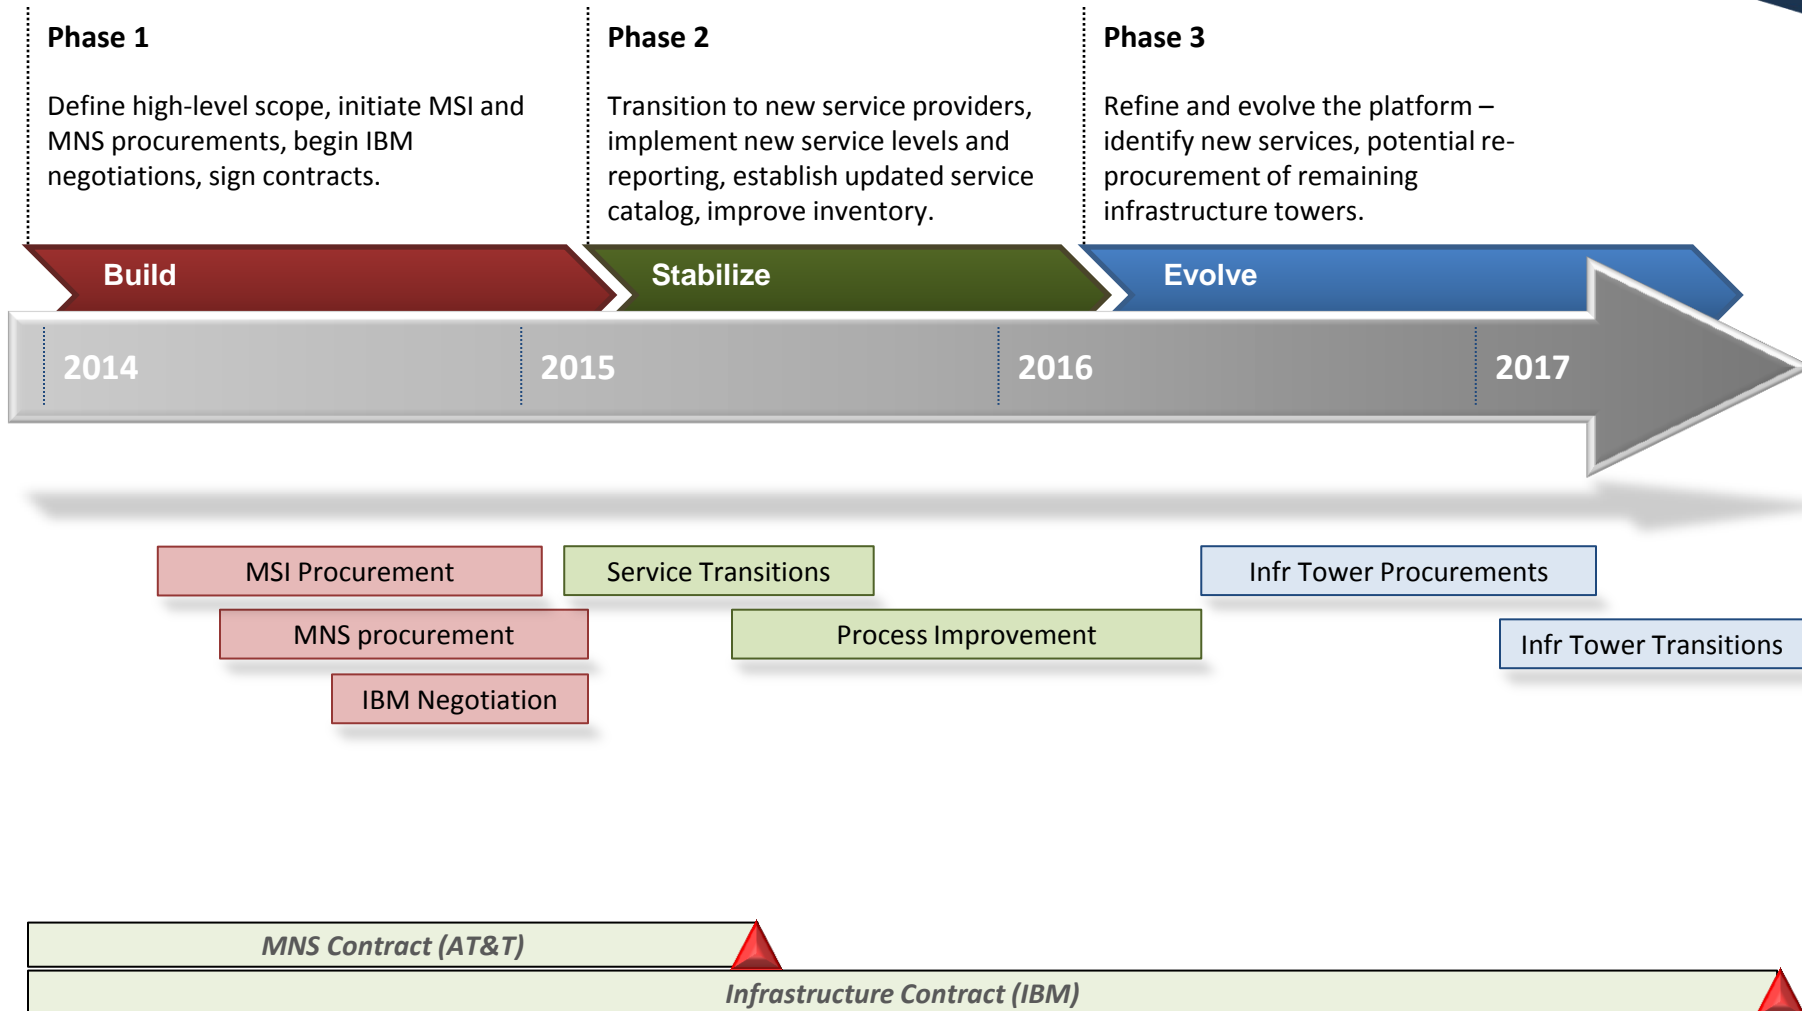 Phase 1
Define high-level scope, initiate MSI and
MNS procurements, begin IBM
negotiations, sign contracts.
Phase 2
Transition to new service providers,
implement new service levels and
reporting, establish updated service
catalog, improve inventory.
Phase 3
Refine and evolve the platform –
identify new services, potential re-
procurement of remaining
infrastructure towers.
Build
Stabilize
Evolve
2014
2015
2016
2017
MSI Procurement
Service Transitions
Infr Tower Procurements
MNS procurement
Process Improvement
Infr Tower Transitions
IBM Negotiation
MNS Contract (AT&T)
Infrastructure Contract (IBM)